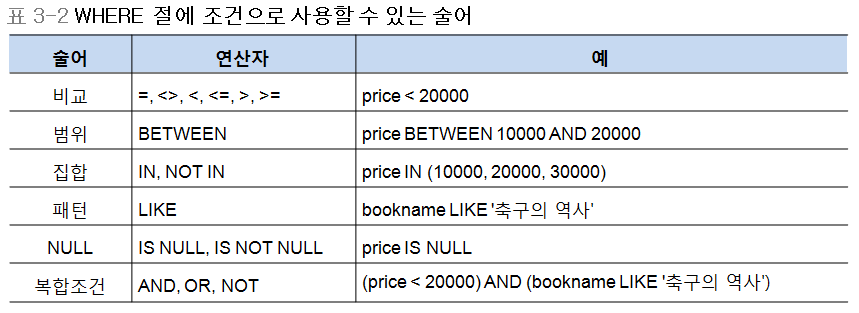 표 3-2 WHERE 절에 조건으로 사용할 수 있는 술어
술어 연산자 예
비교 =, <>, <, <=, >, >= price < 20000
범위 BETWEEN price BETWEEN 10000 AND 20000
집합 IN, NOT IN price IN (10000, 20000, 30000)
패턴 LIKE bookname LIKE '축구의 역사'
NULL IS NULL, IS NOT NULL price IS NULL
복합조건 AND, OR, NOT (price < 20000) AND (bookname LIKE '축구의 역사')